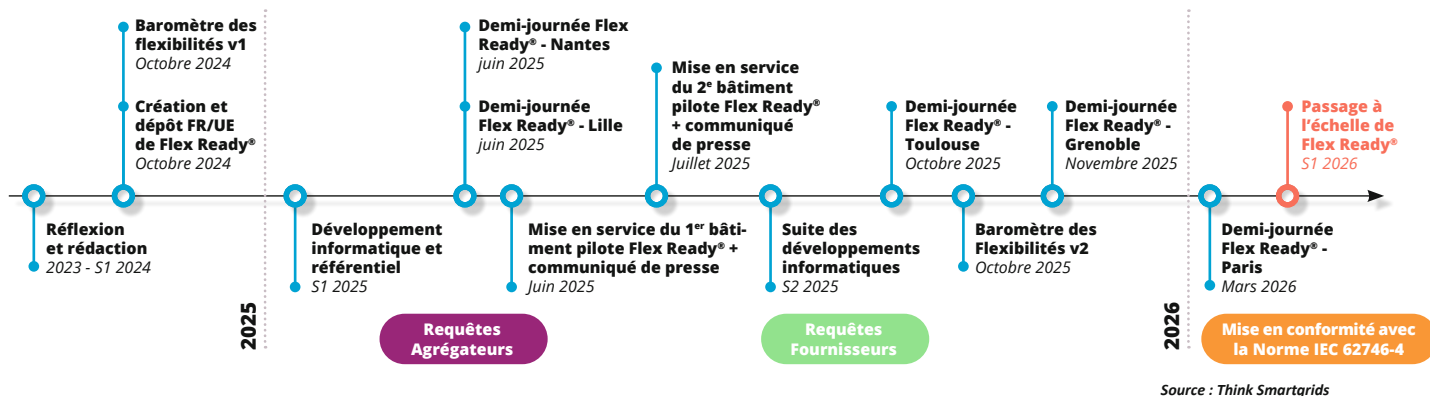 Baromètre des
flexibilités v1
Octobre 2024
Création et
dépôt FR/UE
de Flex Ready®
Octobre 2024
Réflexion
et rédaction
2023 - S1 2024
2025
Développement
informatique et
référentiel
S1 2025
Demi-journée Flex
Ready® - Nantes
juin 2025
Demi-journée
Flex Ready® - Lille
juin 2025
Mise en service du 1er bâti-
ment pilote Flex Ready® +
communiqué de presse
Juin 2025
Requêtes
Agrégateurs
Mise en service
du 2e bâtiment
pilote Flex Ready®
+ communiqué
de presse
Juillet 2025
Suite des
développements
informatiques
S2 2025
Requêtes
Fournisseurs
Demi-journée
Flex Ready® -
Toulouse
Octobre 2025
Baromètre des
Flexibilités v2
Octobre 2025
Demi-journée
Flex Ready® -
Grenoble
Novembre 2025
2026
Demi-journée
Flex Ready® -
Paris
Mars 2026
Passage à
l'échelle de
Flex Ready®
S1 2026
Mise en conformité avec
la Norme IEC 62746-4
Source : Think Smartgrids